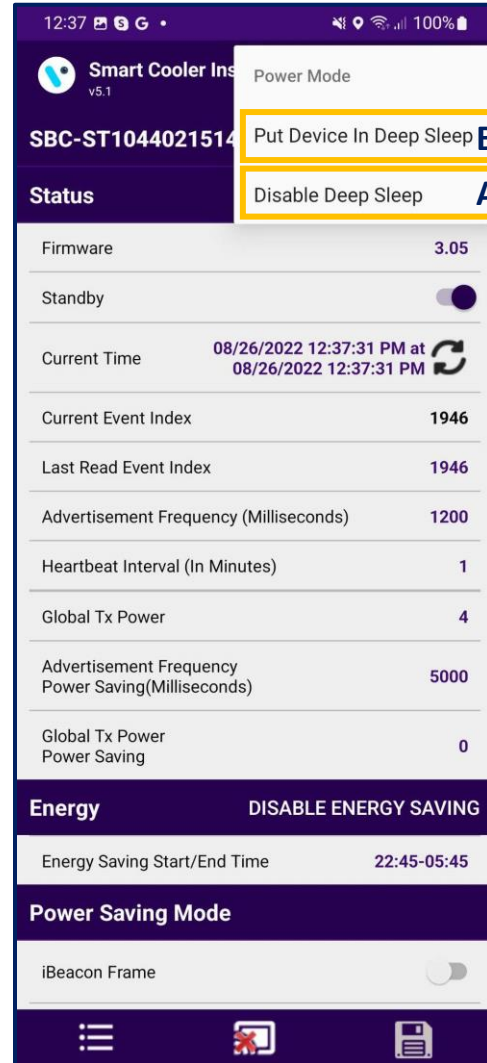 12:37 G • 100%
Smart Cooler Ins
v5.1
Power Mode
SBC-ST1044021514
Put Device In Deep Sleep
Status
Disable Deep Sleep A
Firmware 3.05
Standby
Current Time 08/26/2022 12:37:31 PM at
08/26/2022 12:37:31 PM
Current Event Index 1946
Last Read Event Index 1946
Advertisement Frequency (Milliseconds) 1200
Heartbeat Interval (In Minutes) 1
Global Tx Power 4
Advertisement Frequency
Power Saving(Milliseconds) 5000
Global Tx Power
Power Saving 0
Energy DISABLE ENERGY SAVING
Energy Saving Start/End Time 22:45-05:45
Power Saving Mode
iBeacon Frame